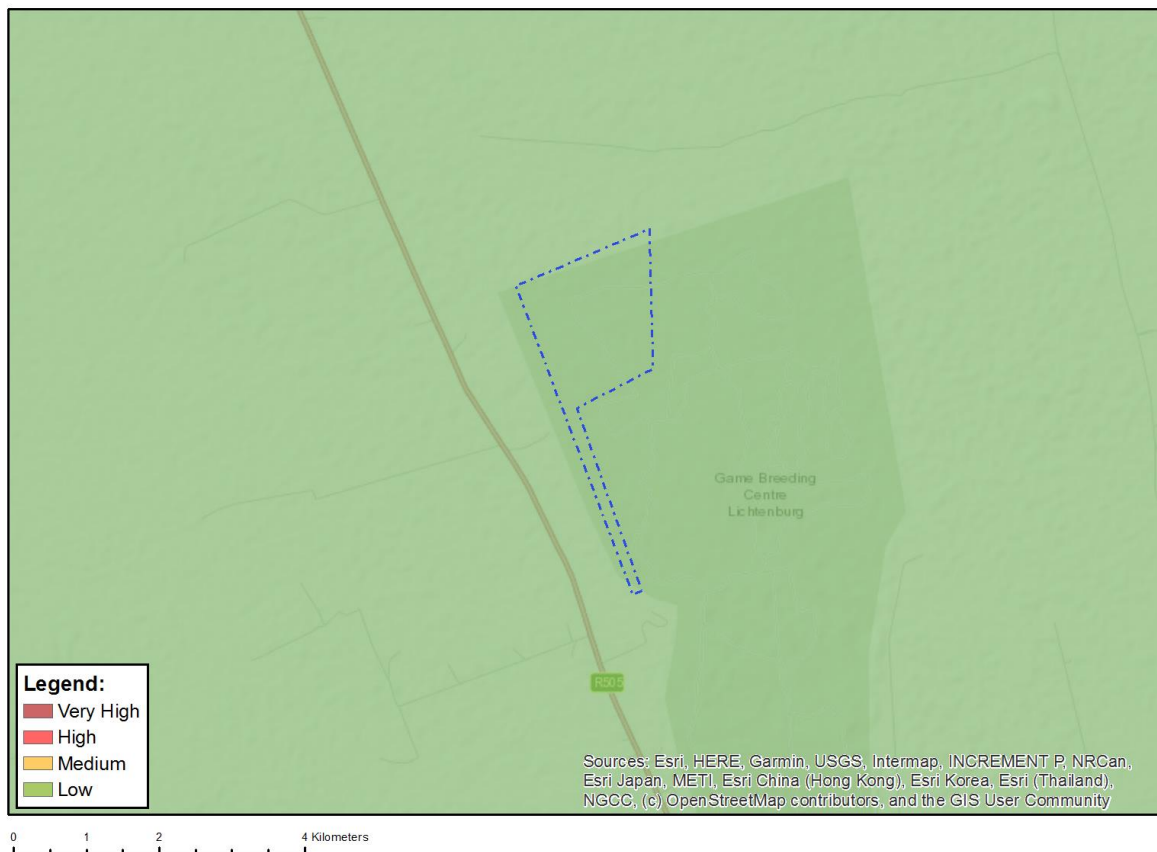 Game Breeding
Centre
Lichtenburg
R505
Legend:
Very High
High
Medium
Low
Sources: Esri, HERE, Garmin, USGS, Intermap, INCREMENT P, NRCan,
Esri Japan, METI, Esri China (Hong Kong), Esri Korea, Esri (Thailand),
NGCC, (c) OpenStreetMap contributors, and the GIS User Community
0 1 2 4 Kilometers